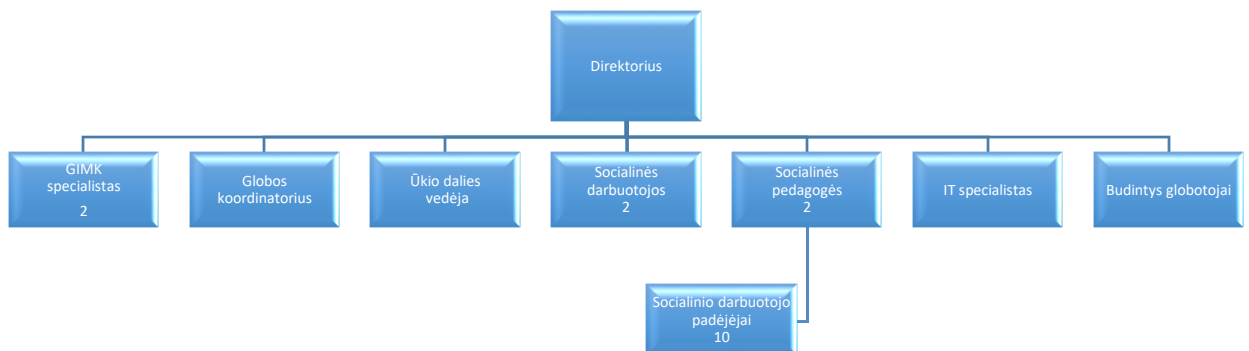 Direktorius
GIMK
specialistas
2
Globos
koordinatorius
Ūkio dalies
vedėja
Socialinės
darbuotojos
2
Socialinės
pedagogės
2
IT specialistas
Budintys globotojai
Socialinio darbuotojo
padėjėjai
10